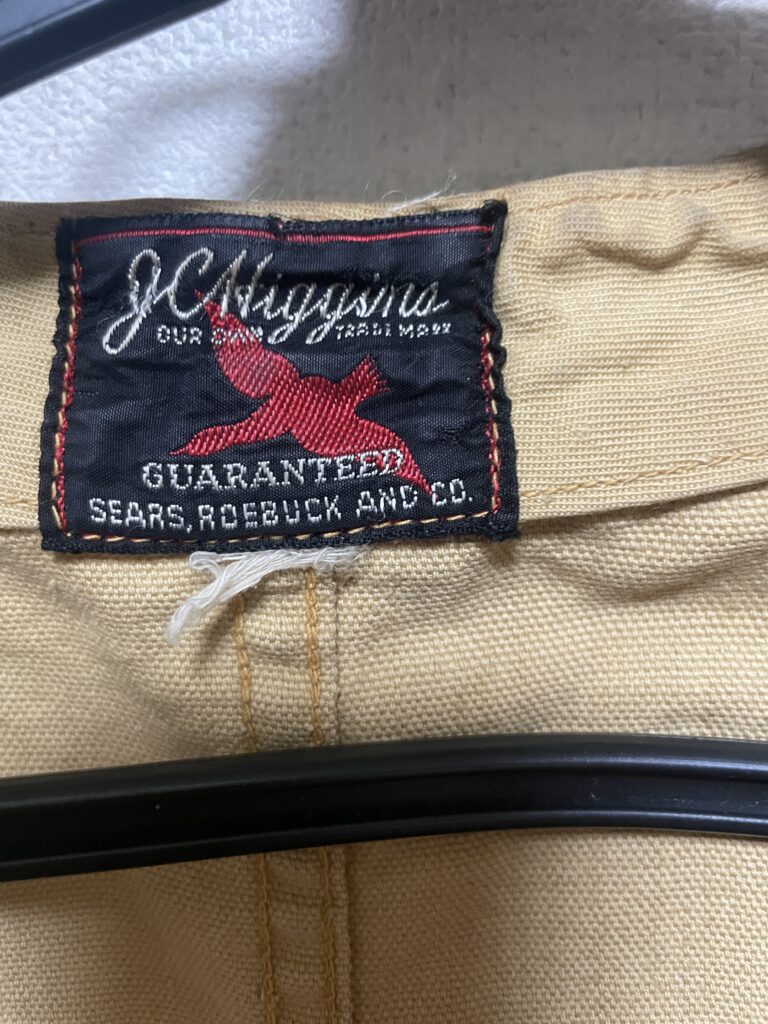 JCHiggins
OUR OWN TRADE MARK
GUARANTEED
SEARS, ROEBUCK AND CO.